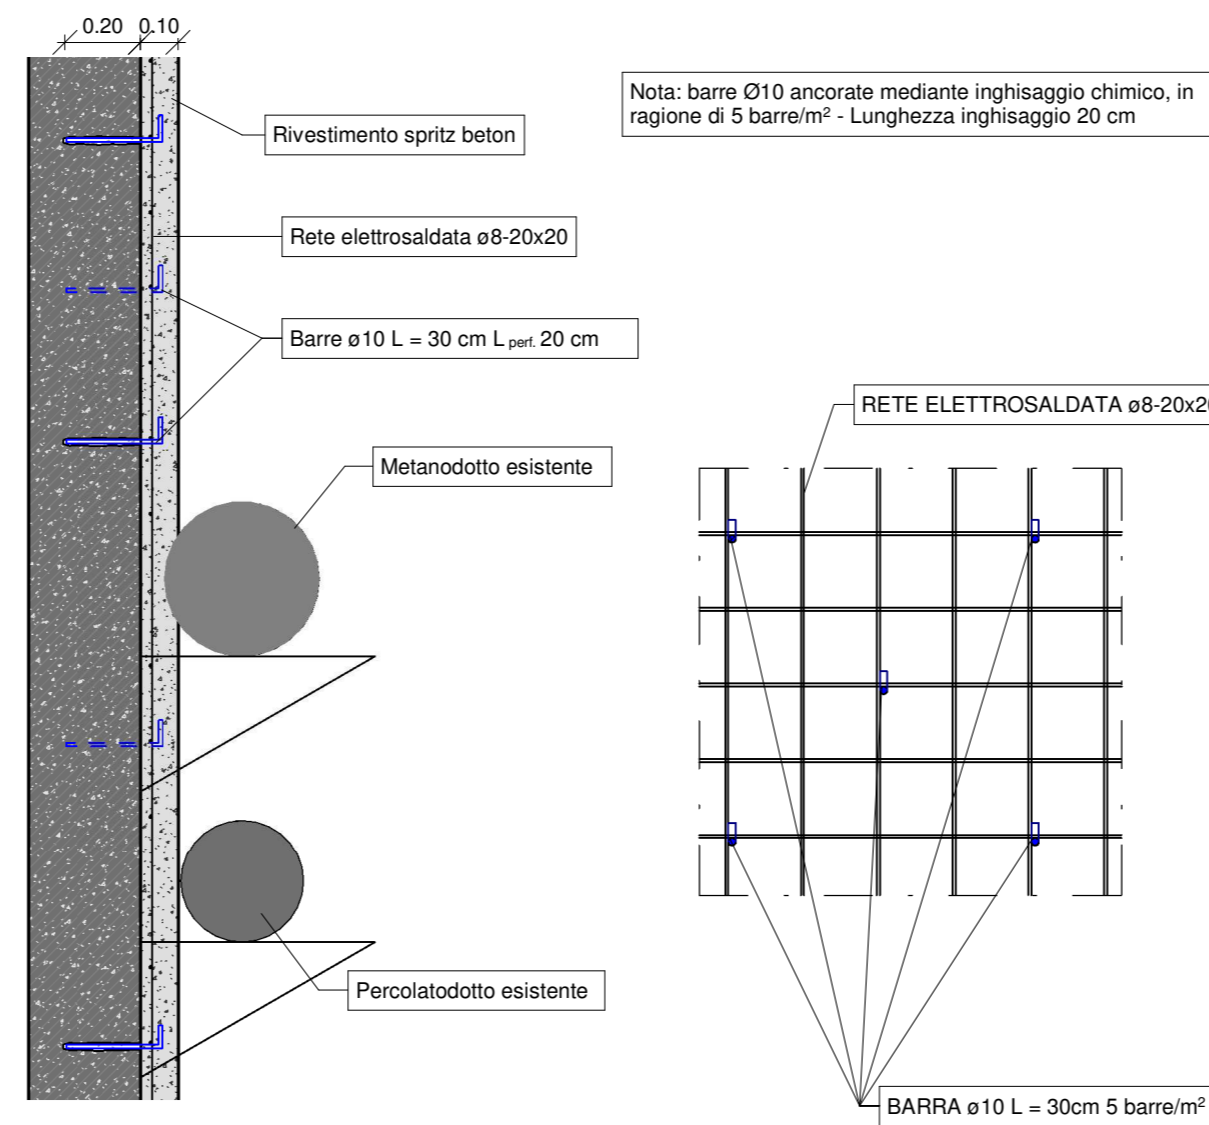 0.20 0.10
Nota: barre Ø10 ancorate mediante inghisaggio chimico, in
ragione di 5 barre/m² - Lunghezza inghisaggio 20 cm
Rivestimento spritz beton
Rete elettrosaldata ø8-20x20
Barre ø10 L = 30 cm L perf. 20 cm
RETE ELETTROSALDATA ø8-20x20
Metanodotto esistente
Percolatodotto esistente
BARRA ø10 L = 30cm 5 barre/m²